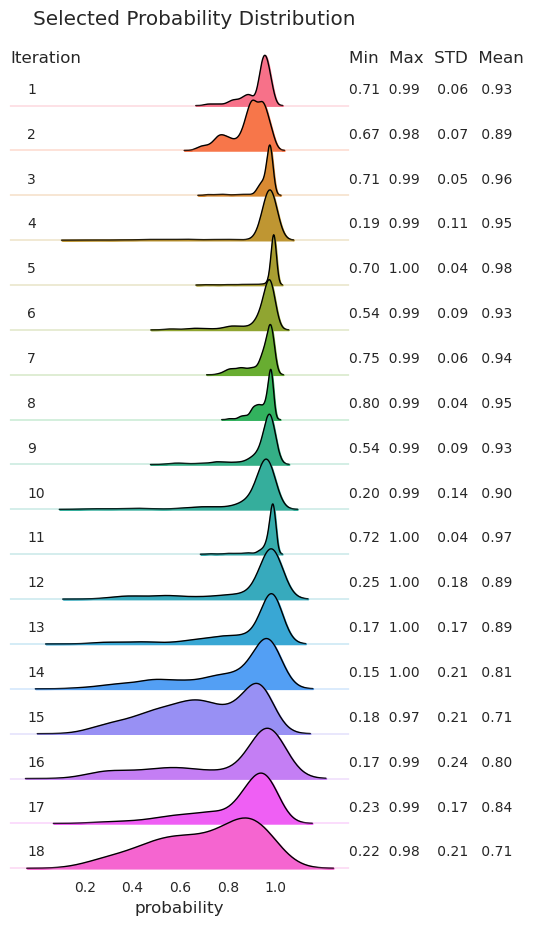 Selected Probability Distribution
Iteration Min Max STD Mean
1 0.71 0.99 0.06 0.93
2 0.67 0.98 0.07 0.89
3 0.71 0.99 0.05 0.96
4 0.19 0.99 0.11 0.95
5 0.70 1.00 0.04 0.98
6 0.54 0.99 0.09 0.93
7 0.75 0.99 0.06 0.94
8 0.80 0.99 0.04 0.95
9 0.54 0.99 0.09 0.93
10 0.20 0.99 0.14 0.90
11 0.72 1.00 0.04 0.97
12 0.25 1.00 0.18 0.89
13 0.17 1.00 0.17 0.89
14 0.15 1.00 0.21 0.81
15 0.18 0.97 0.21 0.71
16 0.17 0.99 0.24 0.80
17 0.23 0.99 0.17 0.84
18 0.22 0.98 0.21 0.71
0.2 0.4 0.6 0.8 1.0
probability